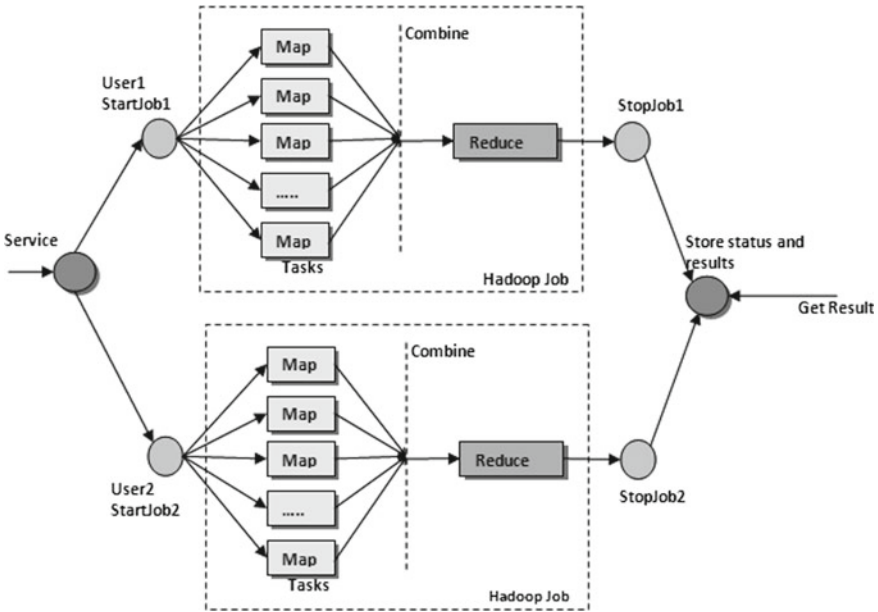 Service
User1
StartJob1
Map
Map
Map
.....
Map
Tasks
Combine
Reduce
Hadoop Job
StopJob1
User2
StartJob2
Map
Map
Map
.....
Map
Tasks
Combine
Reduce
Hadoop Job
StopJob2
Store status and
results
Get Result